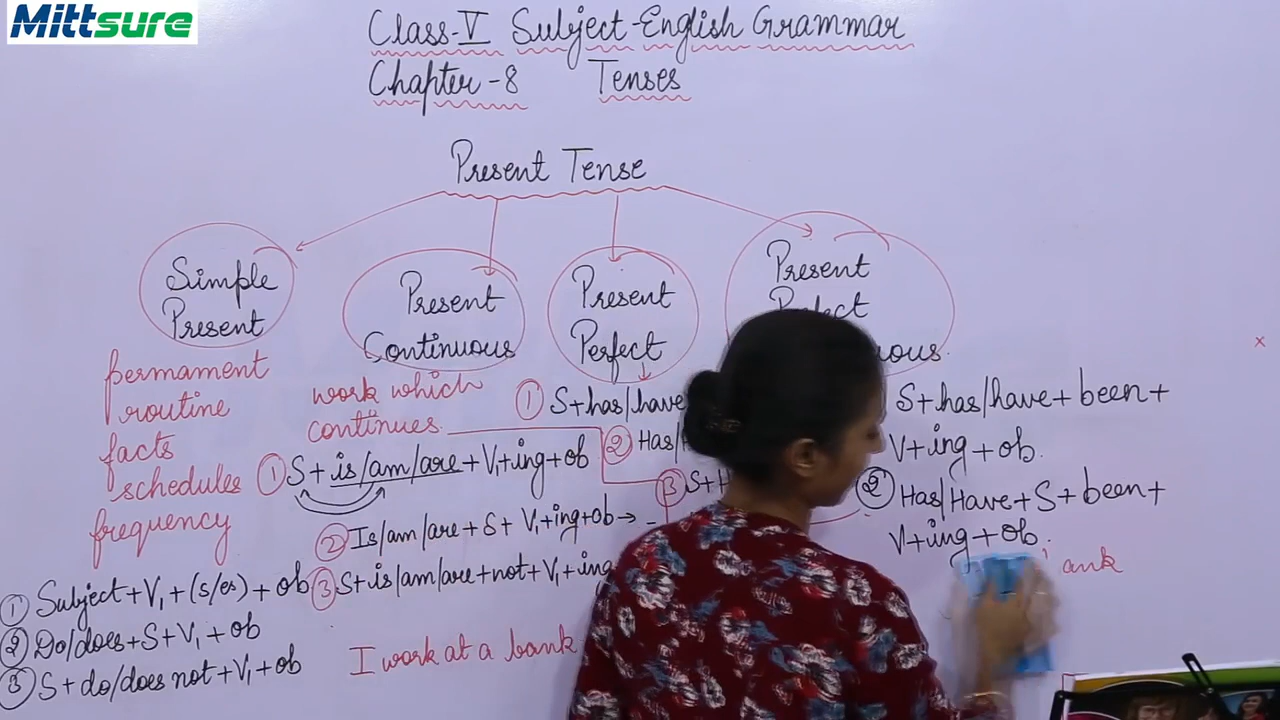 Mittsure
Class-V Subject-English Grammar
Chapter-8 Tenses
Present Tense
Simple
Present
permament
routine
facts
schedules
frequency
① Subject+V₁+(s/es)+ob
② Do/does+S+V₁+ob
③ S+do/does not+V₁+ob
Present
Continuous
work which
continues.
① S+is/am/are+V₁+ing+ob
② Is/am/are+S+V₁+ing+ob→
③ S+is/am/are+not+V₁+ing
I work at a bank
Present
Perfect
① S+has/have
② Has/
③ S+H
Present
S+has/have+been+
V+ing+ob.
② Has/Have+S+been+
V+ing+ob.
x